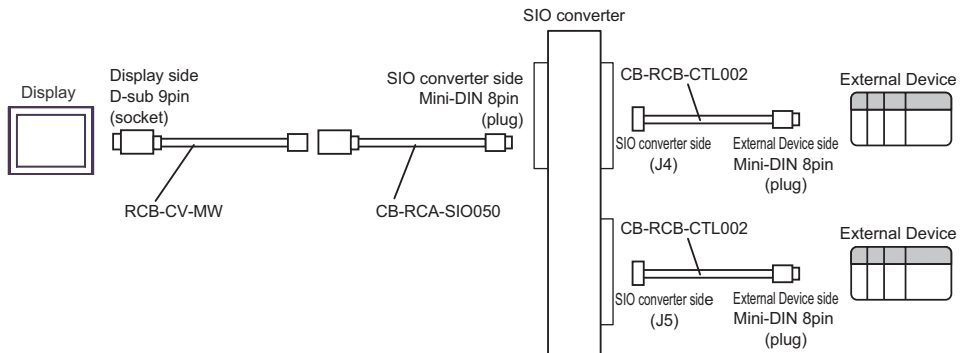 SIO converter
Display
Display side
D-sub 9pin
(socket)
SIO converter side
Mini-DIN 8pin
(plug)
RCB-CV-MW
CB-RCA-SIO050
CB-RCB-CTL002
External Device
SIO converter side
(J4)
External Device side
Mini-DIN 8pin
(plug)
CB-RCB-CTL002
External Device
SIO converter side
(J5)
External Device side
Mini-DIN 8pin
(plug)